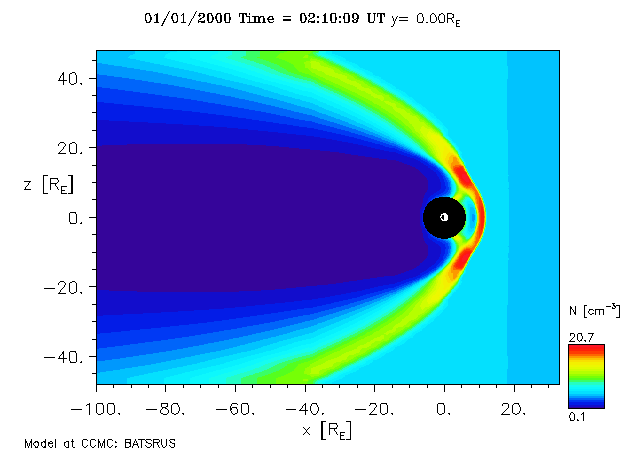 01/01/2000 Time = 02:10:09 UT y= 0.00R_E
40.
20.
z [R_E]
0.
−20.
−40.
−100. −80. −60. −40. −20. 0. 20.
x [R_E]
N [cm⁻³]
20.7
0.1
Model at CCMC: BATSRUS